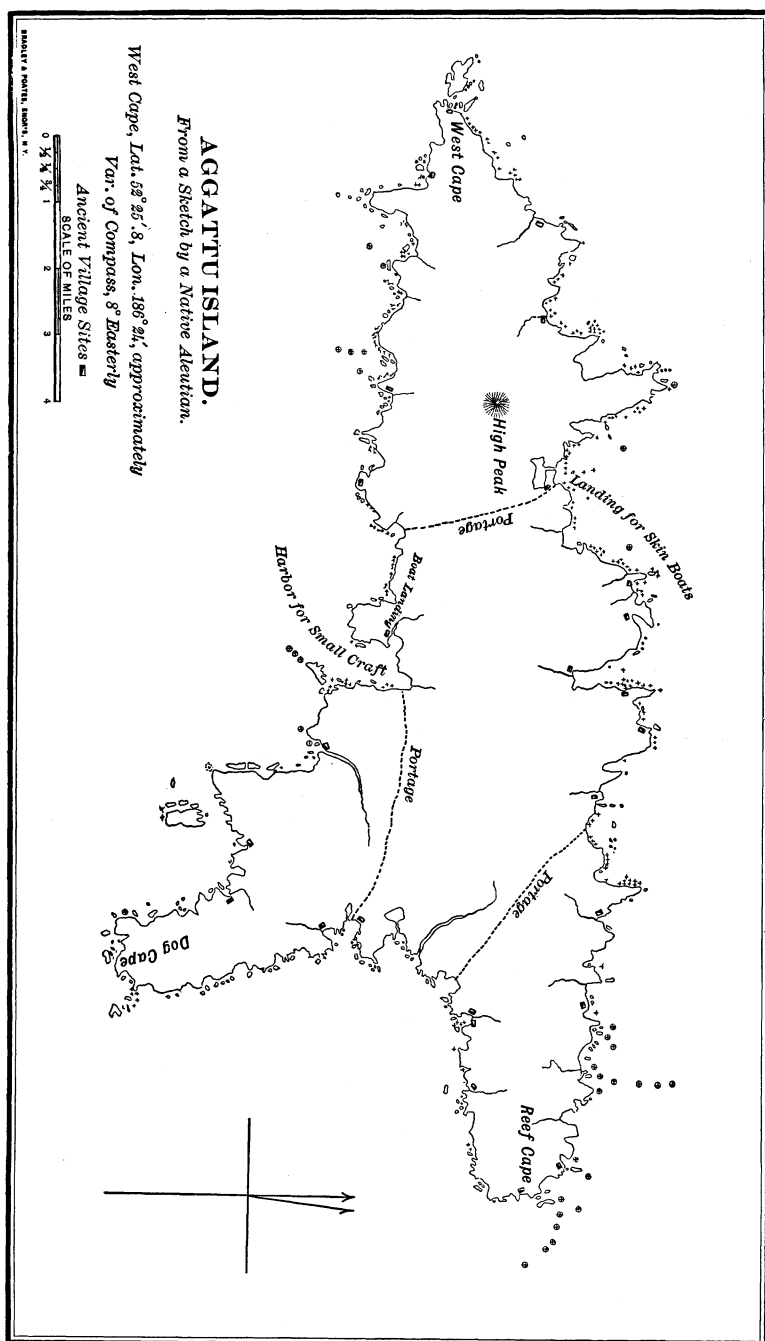 AGGATTU ISLAND.
From a Sketch by a Native Aleutian.
West Cape, Lat. 52° 25′.8, Lon. 186° 24′, approximately
Var. of Compass, 8° Easterly
Ancient Village Sites
SCALE OF MILES
0 ¼ ½ ¾ 1 2 3 4
BRADLEY & POATES, ENGR'S, N.Y.
West Cape
High Peak
Landing for Skin Boats
Portage
Boat Landing
Harbor for Small Craft
Portage
Portage
Dog Cape
Reef Cape